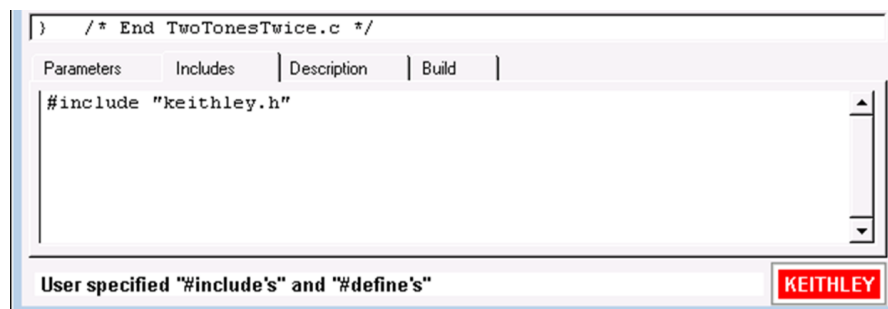 }   /* End TwoTonesTwice.c */
Parameters Includes Description Build
#include "keithley.h"
User specified "#include's" and "#define's"
KEITHLEY